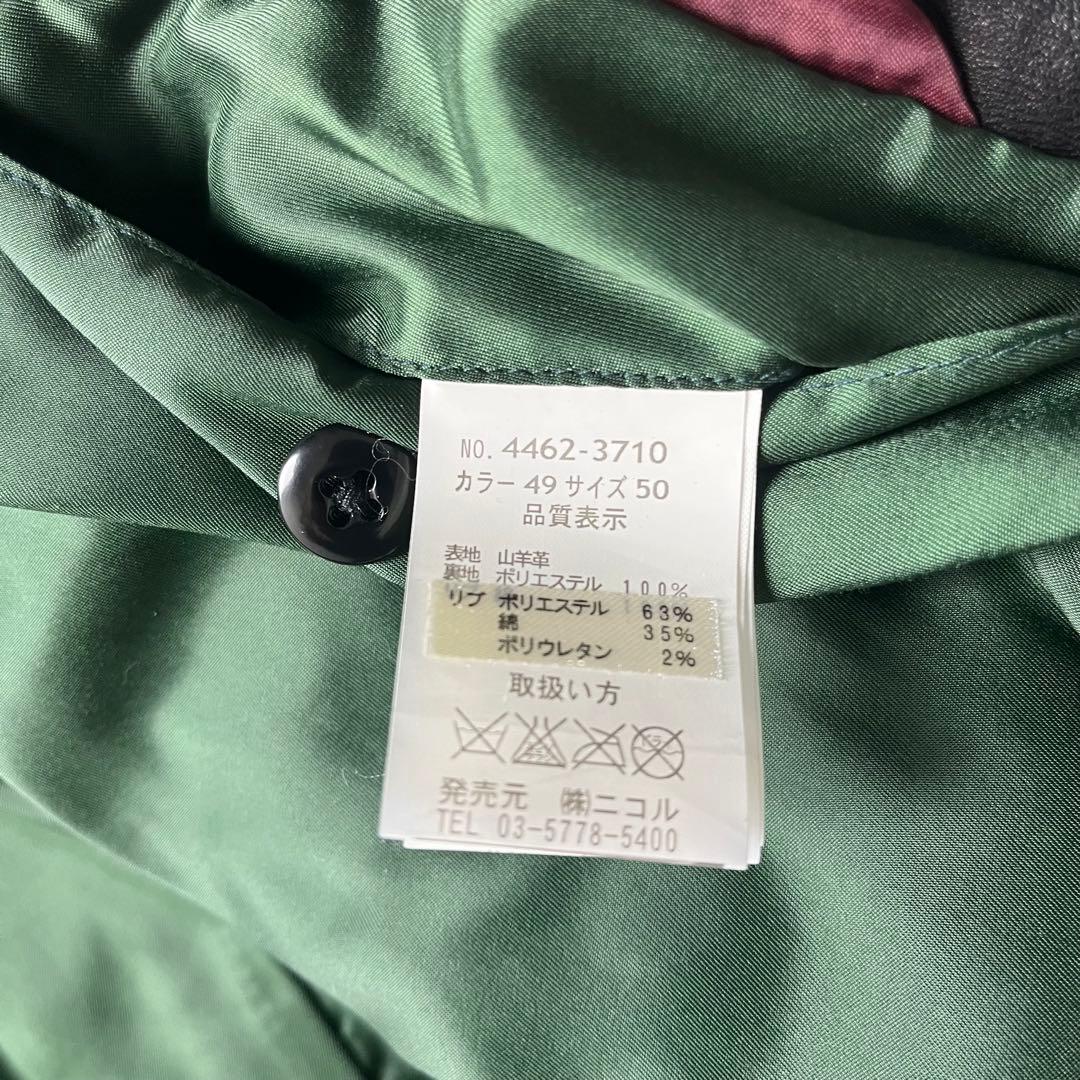 NO. 4462-3710
カラー 49 サイズ 50
品質表示
表地 山羊革
裏地 ポリエステル 100%
リブ ポリエステル 63%
綿 35%
ポリウレタン 2%
取扱い方
発売元 ㈱ニコル
TEL 03-5778-5400